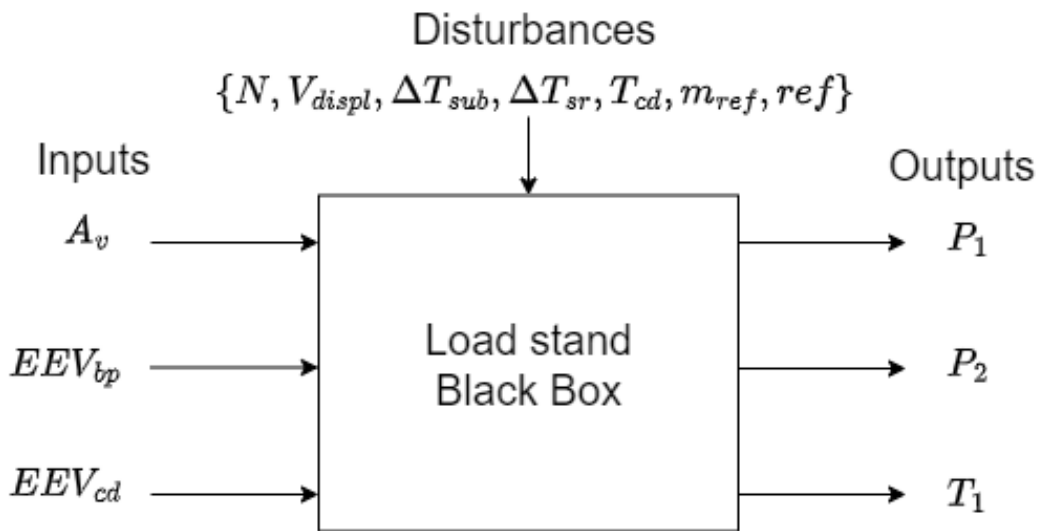 Disturbances
{N, V_displ, ΔT_sub, ΔT_sr, T_cd, m_ref, ref}
Inputs
Outputs
A_v
P_1
EEV_bp
Load stand
Black Box
P_2
EEV_cd
T_1